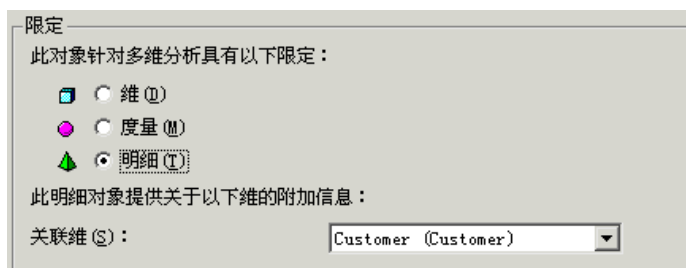 限定
此对象针对多维分析具有以下限定：
维(D)
度量(M)
明细(T)
此明细对象提供关于以下维的附加信息：
关联维(S)： Customer (Customer)